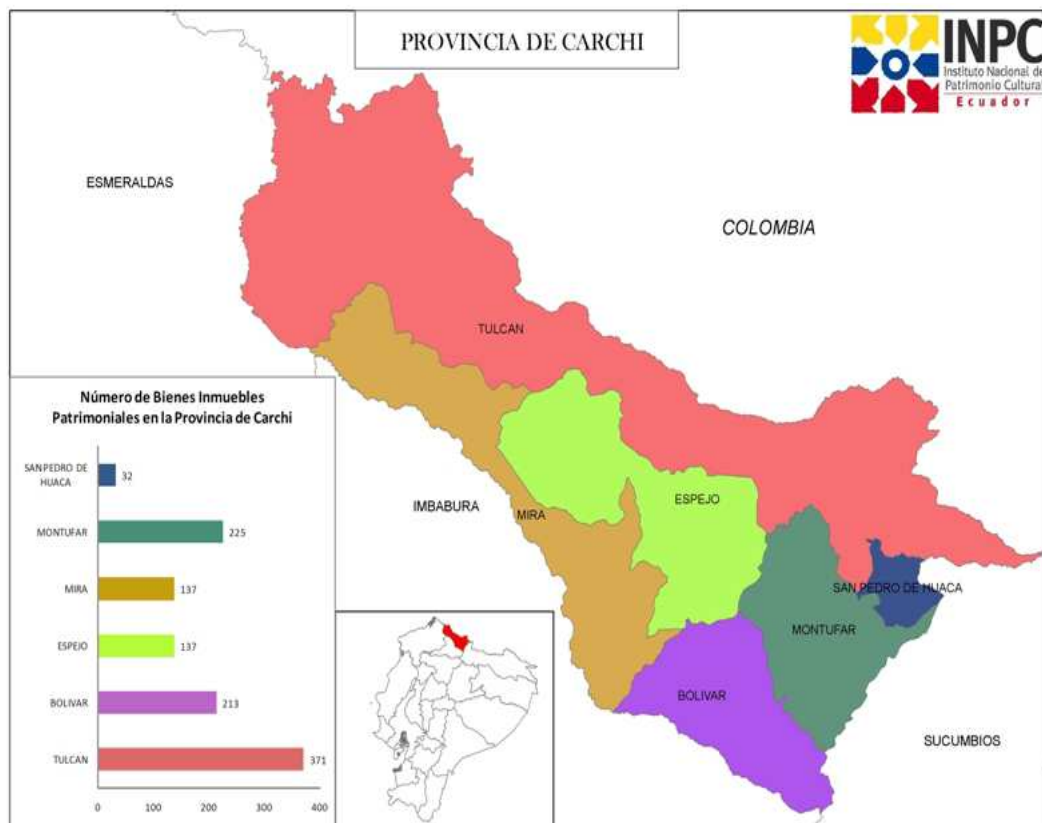 PROVINCIA DE CARCHI
INPC
Instituto Nacional de
Patrimonio Cultural
Ecuador
ESMERALDAS
COLOMBIA
TULCAN
ESPEJO
IMBABURA
MIRA
SAN PEDRO DE HUACA
MONTUFAR
BOLIVAR
SUCUMBIOS
Número de Bienes Inmuebles
Patrimoniales en la Provincia de Carchi
SAN PEDRO DE
HUACA
32
MONTUFAR
225
MIRA
137
ESPEJO
137
BOLIVAR
213
TULCAN
371
0 100 200 300 400